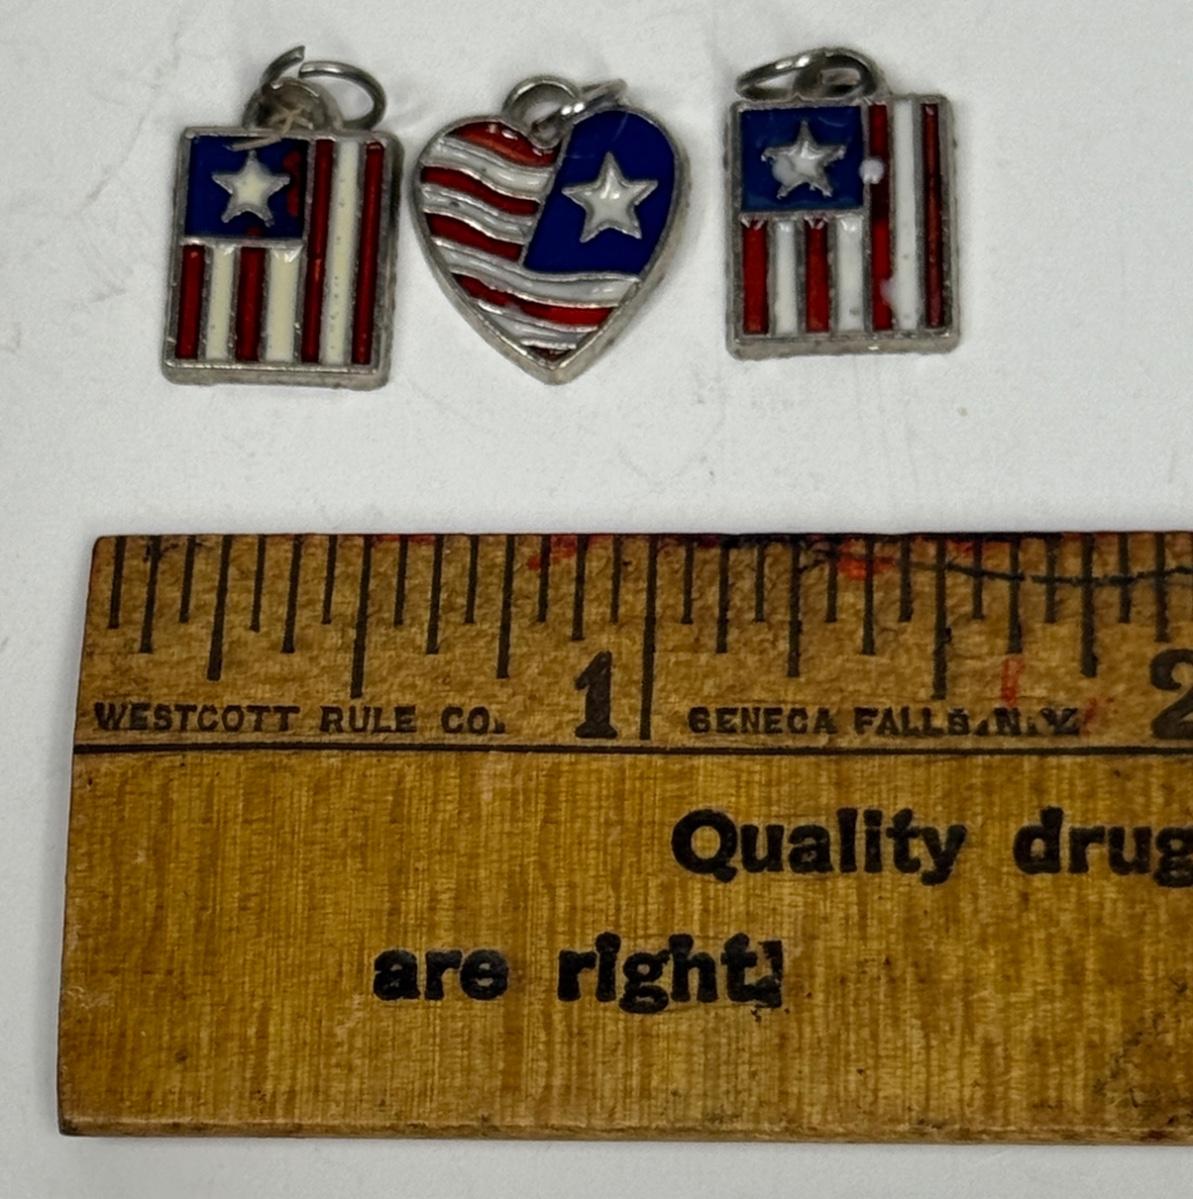 1 2
WESTCOTT RULE CO. SENECA FALLS, N.Y.
Quality drug
are right!